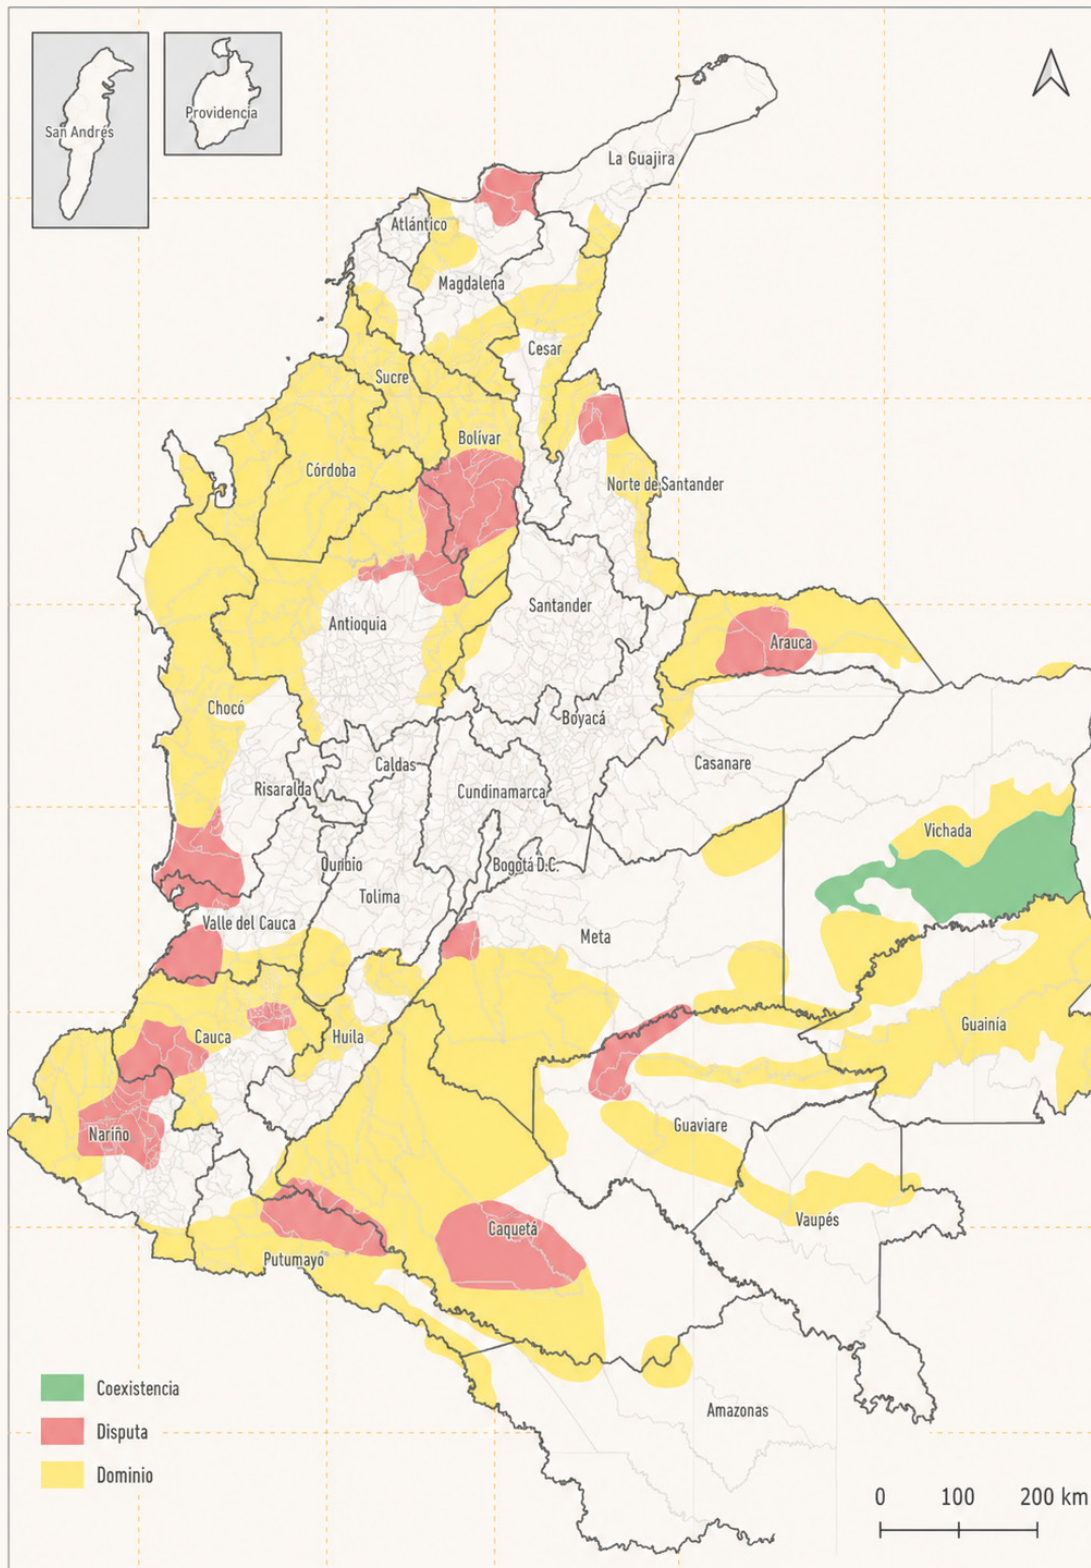 San Andrés
Providencia
La Guajira
Atlántico
Magdalena
Cesar
Sucre
Bolívar
Córdoba
Norte de Santander
Santander
Antioquia
Arauca
Chocó
Boyacá
Caldas
Casanare
Risaralda
Cundinamarca
Vichada
Qunbío
Bogotá D.C.
Tolima
Valle del Cauca
Meta
Guainía
Cauca
Huila
Guaviare
Nariño
Vaupés
Caquetá
Putumayo
Amazonas
Coexistencia
Disputa
Dominio
0 100 200 km